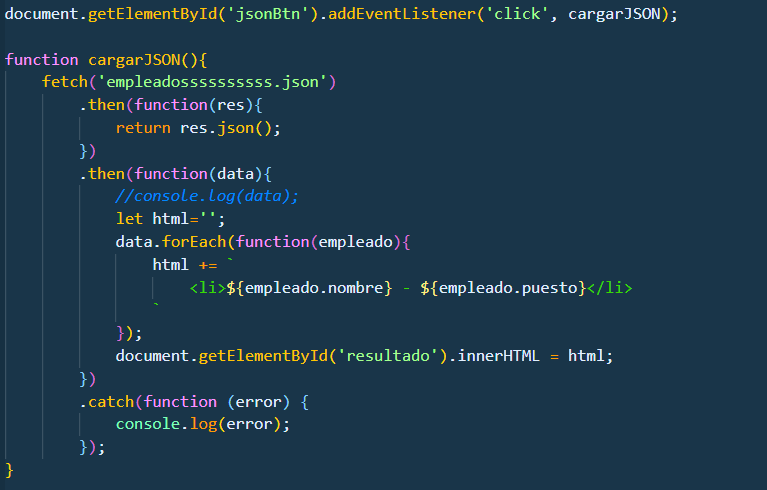 document.getElementById('jsonBtn').addEventListener('click', cargarJSON);

function cargarJSON(){
    fetch('empleadosssssssssss.json')
        .then(function(res){
            return res.json();
        })
        .then(function(data){
            //console.log(data);
            let html='';
            data.forEach(function(empleado){
                html += `
                    <li>${empleado.nombre} - ${empleado.puesto}</li>
                `
            });
            document.getElementById('resultado').innerHTML = html;
        })
        .catch(function (error) {
            console.log(error);
        });
}